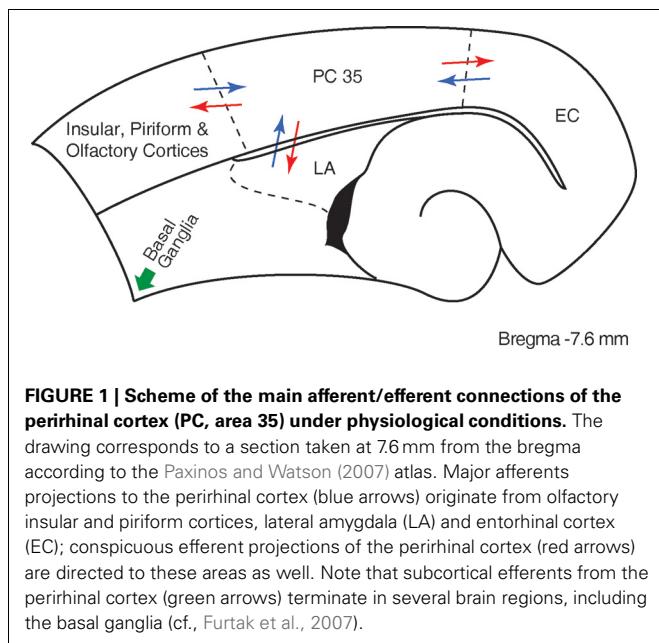 PC 35
EC
Insular, Piriform &
Olfactory Cortices
LA
Basal
Ganglia
Bregma -7.6 mm
FIGURE 1 | Scheme of the main afferent/efferent connections of the
perirhinal cortex (PC, area 35) under physiological conditions. The
drawing corresponds to a section taken at 7.6 mm from the bregma
according to the Paxinos and Watson (2007) atlas. Major afferents
projections to the perirhinal cortex (blue arrows) originate from olfactory
insular and piriform cortices, lateral amygdala (LA) and entorhinal cortex
(EC); conspicuous efferent projections of the perirhinal cortex (red arrows)
are directed to these areas as well. Note that subcortical efferents from the
perirhinal cortex (green arrows) terminate in several brain regions, including
the basal ganglia (cf., Furtak et al., 2007).